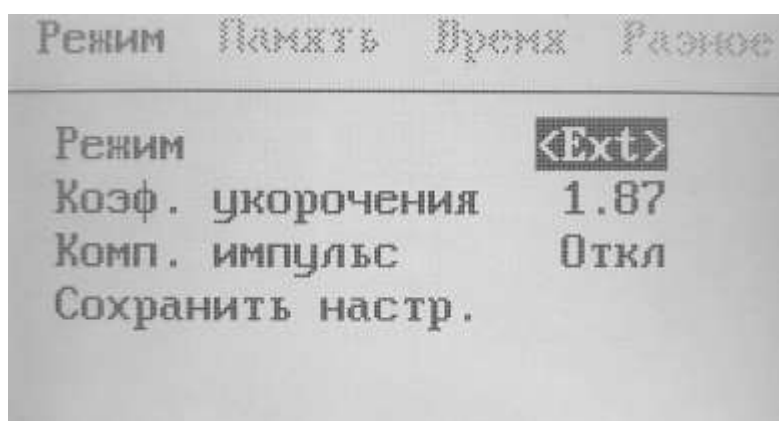 Режим Память Время Разное
Режим <Ext>
Коэф. укорочения 1.87
Комп. импульс Откл
Сохранить настр.